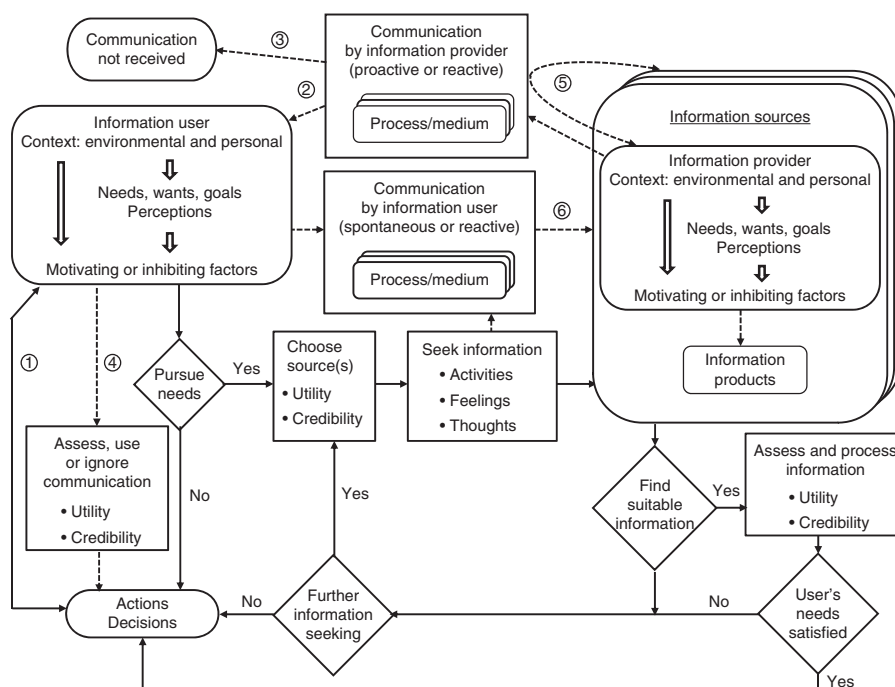 Communication
not received
③
Communication
by information provider
(proactive or reactive)
Process/medium
②
⑤
Information user
Context: environmental and personal
Needs, wants, goals
Perceptions
Motivating or inhibiting factors
Information sources
Information provider
Context: environmental and personal
Needs, wants, goals
Perceptions
Motivating or inhibiting factors
Information
products
Communication
by information user
(spontaneous or reactive)
Process/medium
⑥
①
④
Pursue
needs
Yes
No
Choose
source(s)
• Utility
• Credibility
Seek information
• Activities
• Feelings
• Thoughts
Assess, use
or ignore
communication
• Utility
• Credibility
Yes
Find
suitable
information
Yes
Assess and process
information
• Utility
• Credibility
Actions
Decisions
No
Further
information
seeking
No
User's
needs
satisfied
Yes